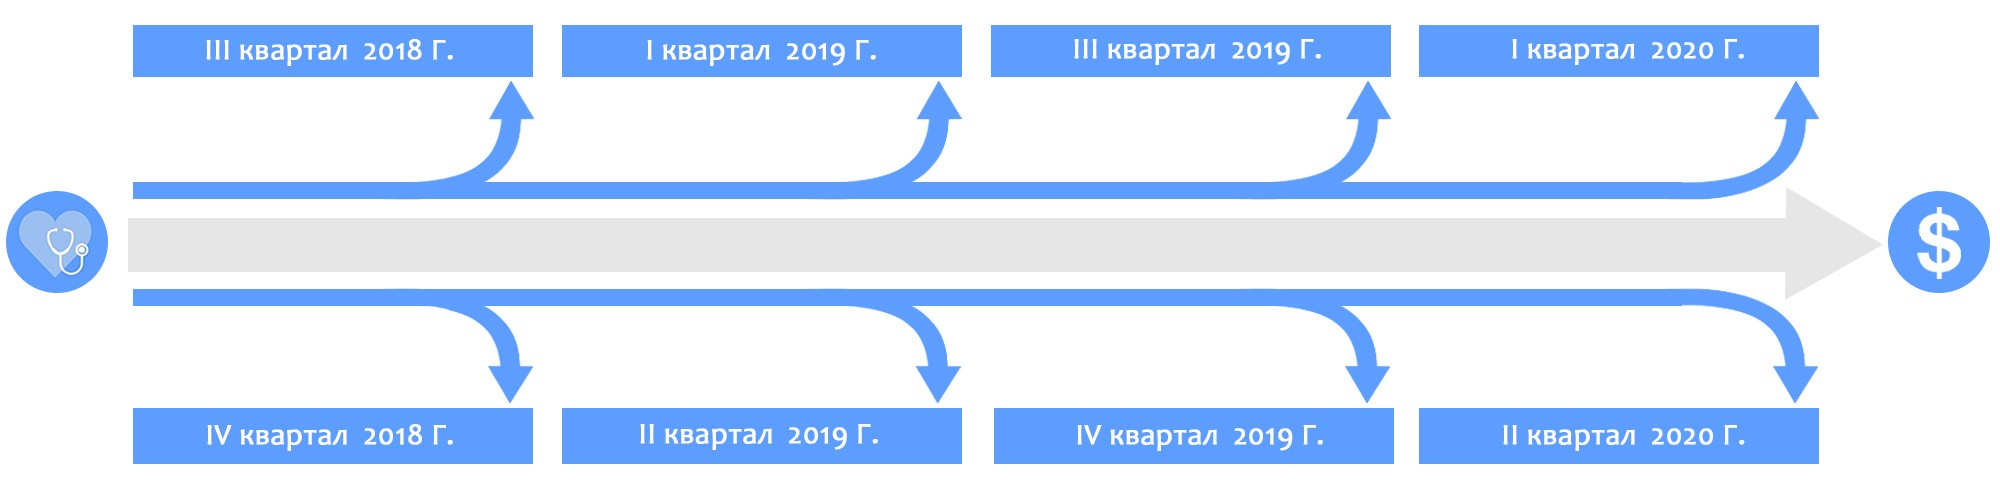 III квартал 2018 Г.
I квартал 2019 Г.
III квартал 2019 Г.
I квартал 2020 Г.
$
IV квартал 2018 Г.
II квартал 2019 Г.
IV квартал 2019 Г.
II квартал 2020 Г.